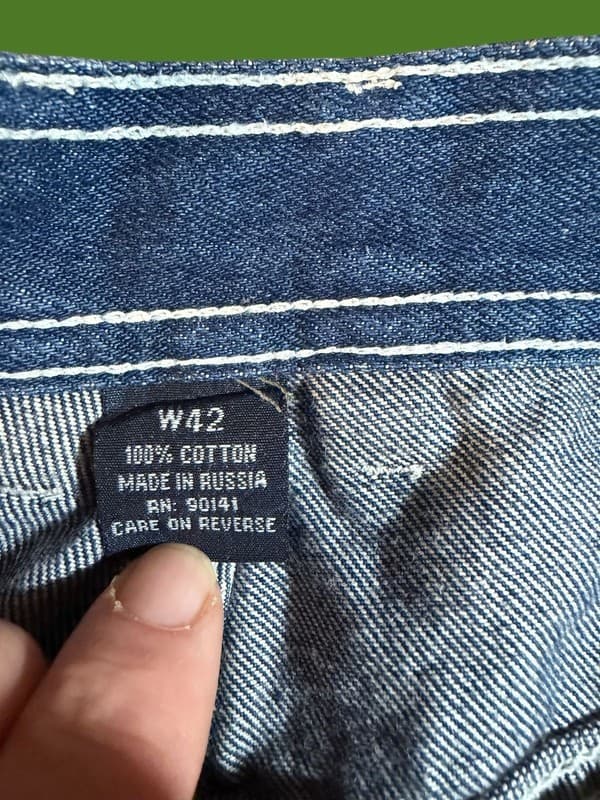 W42
100% COTTON
MADE IN RUSSIA
RN: 90141
CARE ON REVERSE